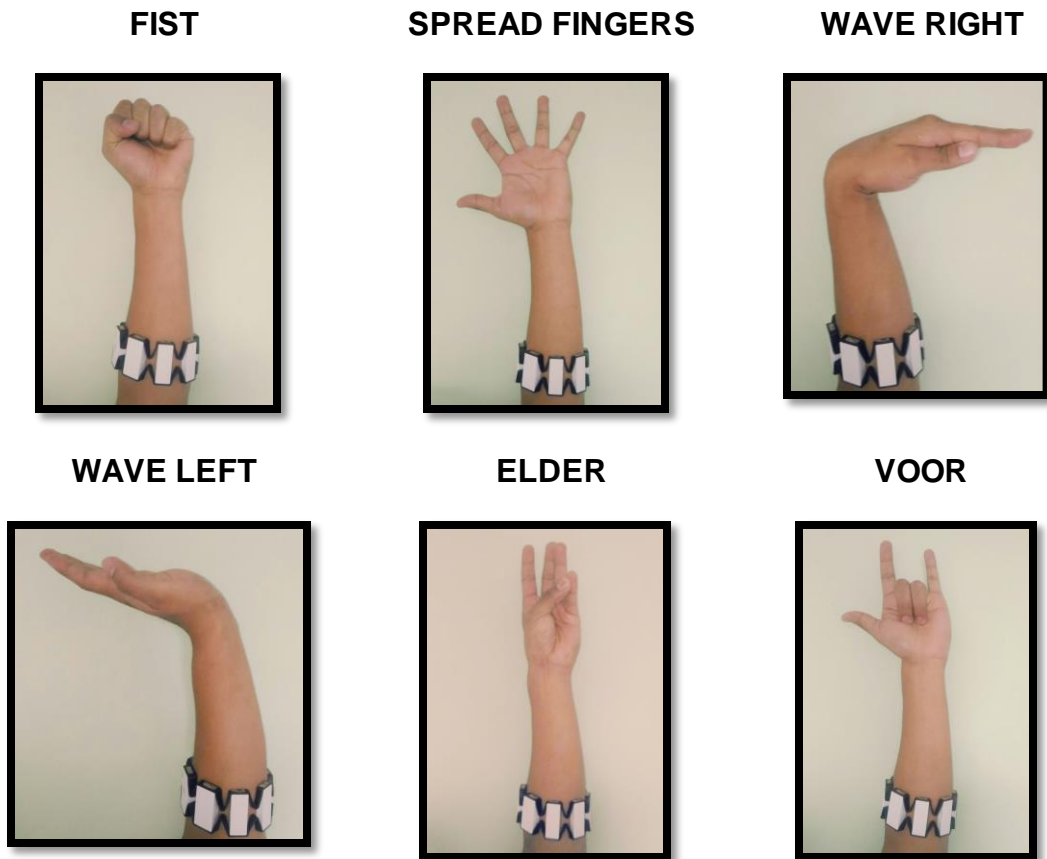 FIST
SPREAD FINGERS
WAVE RIGHT
WAVE LEFT
ELDER
VOOR